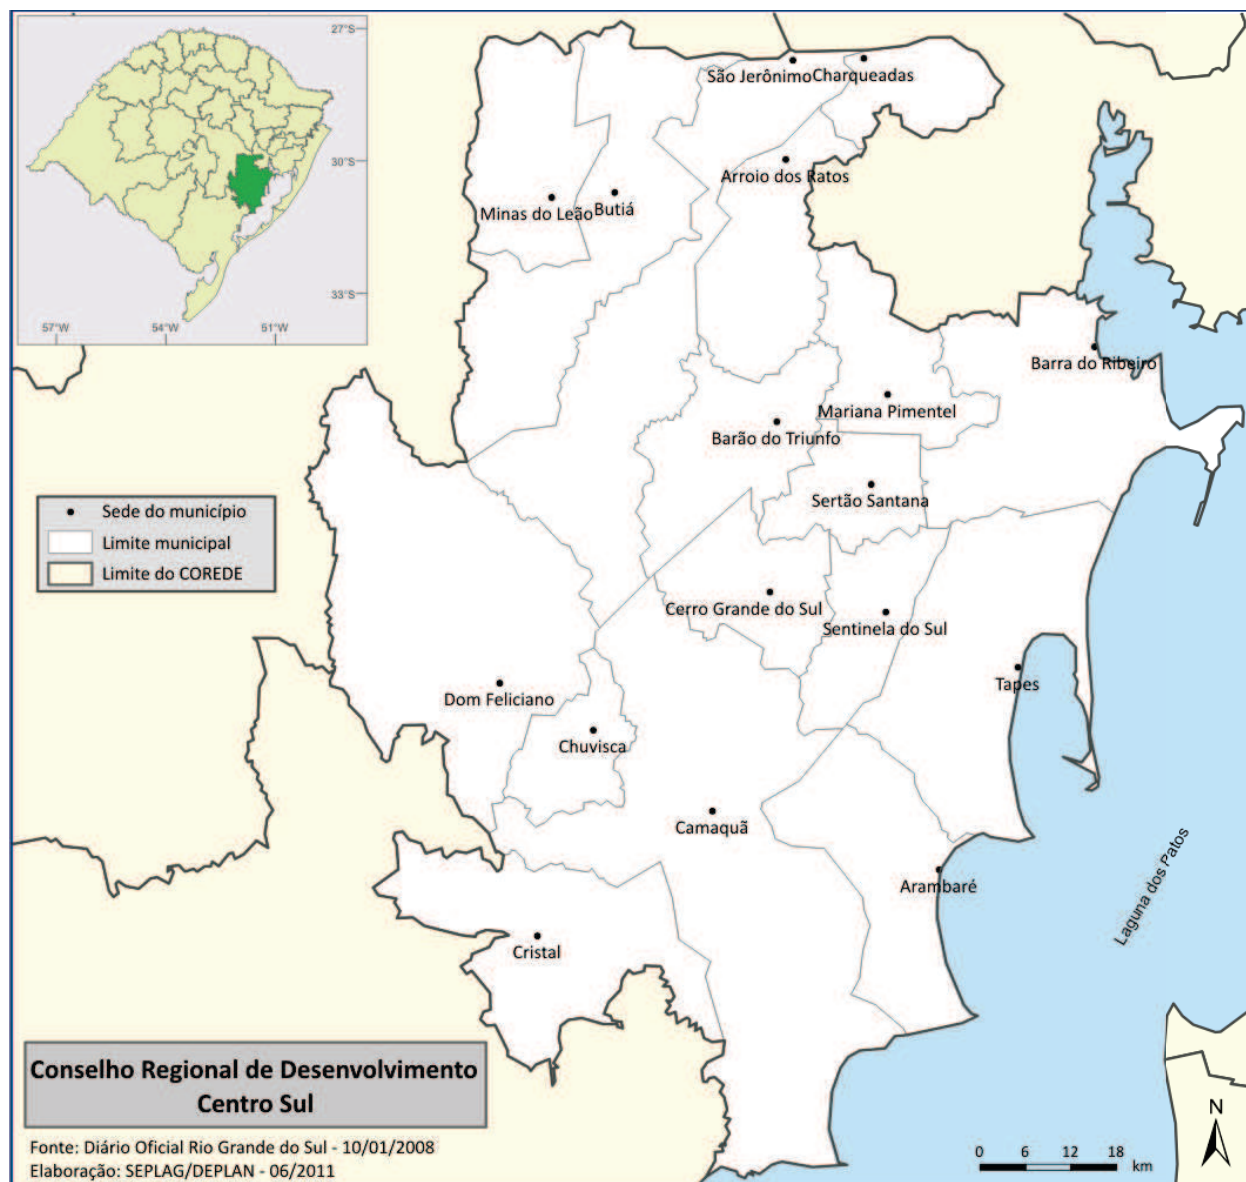 27°S
30°S
33°S
57°W
54°W
51°W
São Jerônimo
Charqueadas
Arroio dos Ratos
Minas do Leão
Butiá
Barra do Ribeiro
Mariana Pimentel
Barão do Triunfo
Sertão Santana
Sede do município
Limite municipal
Limite do COREDE
Cerro Grande do Sul
Sentinela do Sul
Tapes
Dom Feliciano
Chuvisca
Camaquã
Arambaré
Laguna dos Patos
Cristal
Conselho Regional de Desenvolvimento
Centro Sul
Fonte: Diário Oficial Rio Grande do Sul - 10/01/2008
Elaboração: SEPLAG/DEPLAN - 06/2011
N
0 6 12 18
km